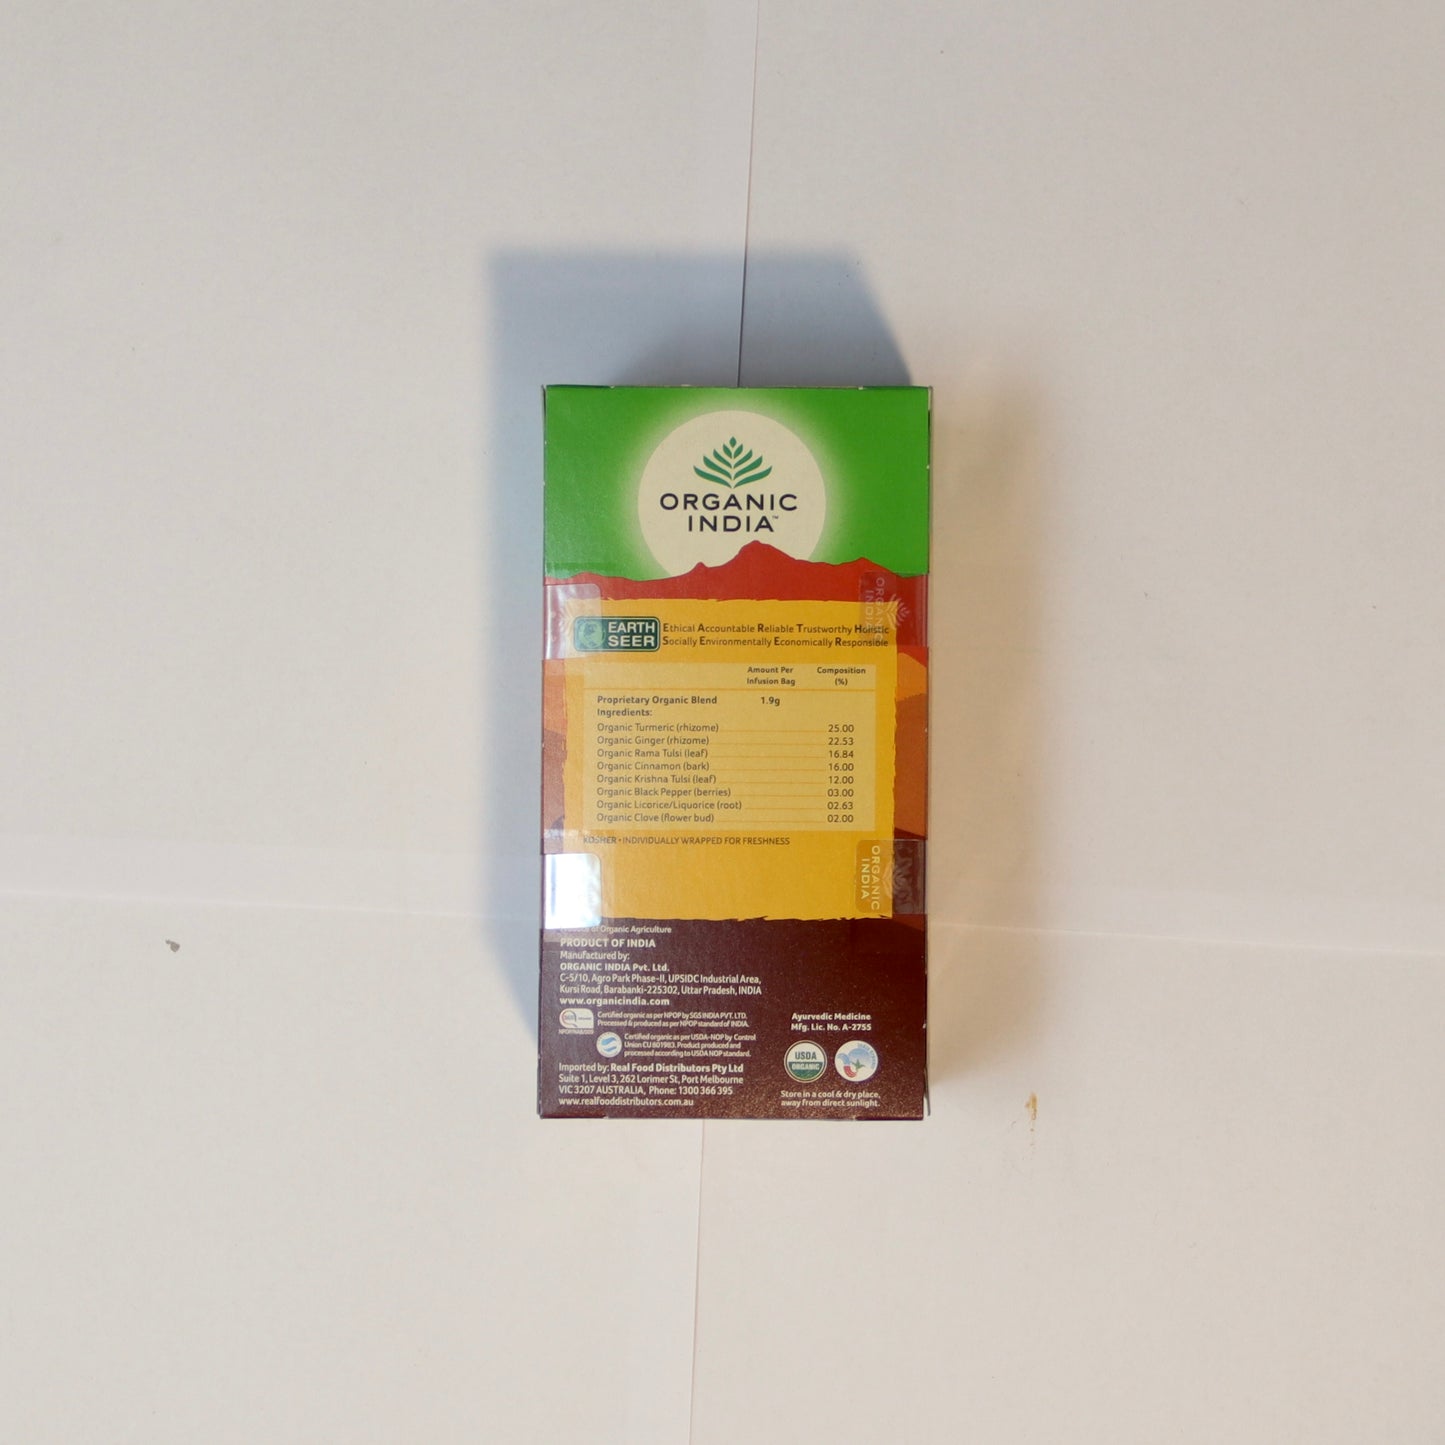 ORGANIC
INDIA™
EARTH
SEER
Ethical Accountable Reliable Trustworthy Holistic
Socially Environmentally Economically Responsible
Amount Per
Infusion Bag
Composition
(%)
Proprietary Organic Blend 1.9g
Ingredients:
Organic Turmeric (rhizome) 25.00
Organic Ginger (rhizome) 22.53
Organic Rama Tulsi (leaf) 16.84
Organic Cinnamon (bark) 16.00
Organic Krishna Tulsi (leaf) 12.00
Organic Black Pepper (berries) 03.00
Organic Licorice/Liquorice (root) 02.63
Organic Clove (flower bud) 02.00
KOSHER • INDIVIDUALLY WRAPPED FOR FRESHNESS
ORGANIC
INDIA
ORGANIC
INDIA
Product of Organic Agriculture
PRODUCT OF INDIA
Manufactured by:
ORGANIC INDIA Pvt. Ltd.
C-5/10, Agro Park Phase-II, UPSIDC Industrial Area,
Kursi Road, Barabanki-225302, Uttar Pradesh, INDIA
www.organicindia.com
Certified organic as per NPOP by SGS INDIA PVT. LTD.
Processed & produced as per NPOP standard of INDIA.
Certified organic as per USDA-NOP by Control
Union CU 801983. Product produced and
processed according to USDA NOP standard.
Imported by: Real Food Distributors Pty Ltd
Suite 1, Level 3, 262 Lorimer St, Port Melbourne
VIC 3207 AUSTRALIA, Phone: 1300 366 395
www.realfooddistributors.com.au
Ayurvedic Medicine
Mfg. Lic. No. A-2755
USDA
ORGANIC
Store in a cool & dry place,
away from direct sunlight.